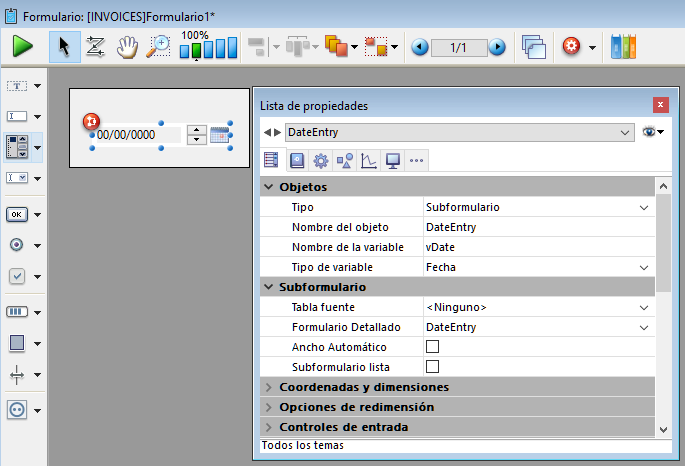 Formulario: [INVOICES]Formulario1*
100%
1/1
00/00/0000
OK
Lista de propiedades
DateEntry
Objetos
Tipo Subformulario
Nombre del objeto DateEntry
Nombre de la variable vDate
Tipo de variable Fecha
Subformulario
Tabla fuente <Ninguno>
Formulario Detallado DateEntry
Ancho Automático
Subformulario lista
Coordenadas y dimensiones
Opciones de redimensión
Controles de entrada
Todos los temas